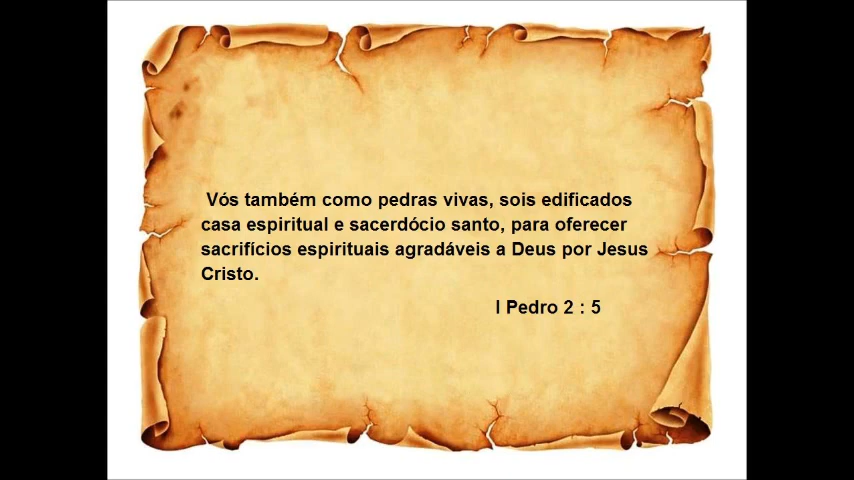 Vós também como pedras vivas, sois edificados
casa espiritual e sacerdócio santo, para oferecer
sacrifícios espirituais agradáveis a Deus por Jesus
Cristo.
I Pedro 2 : 5